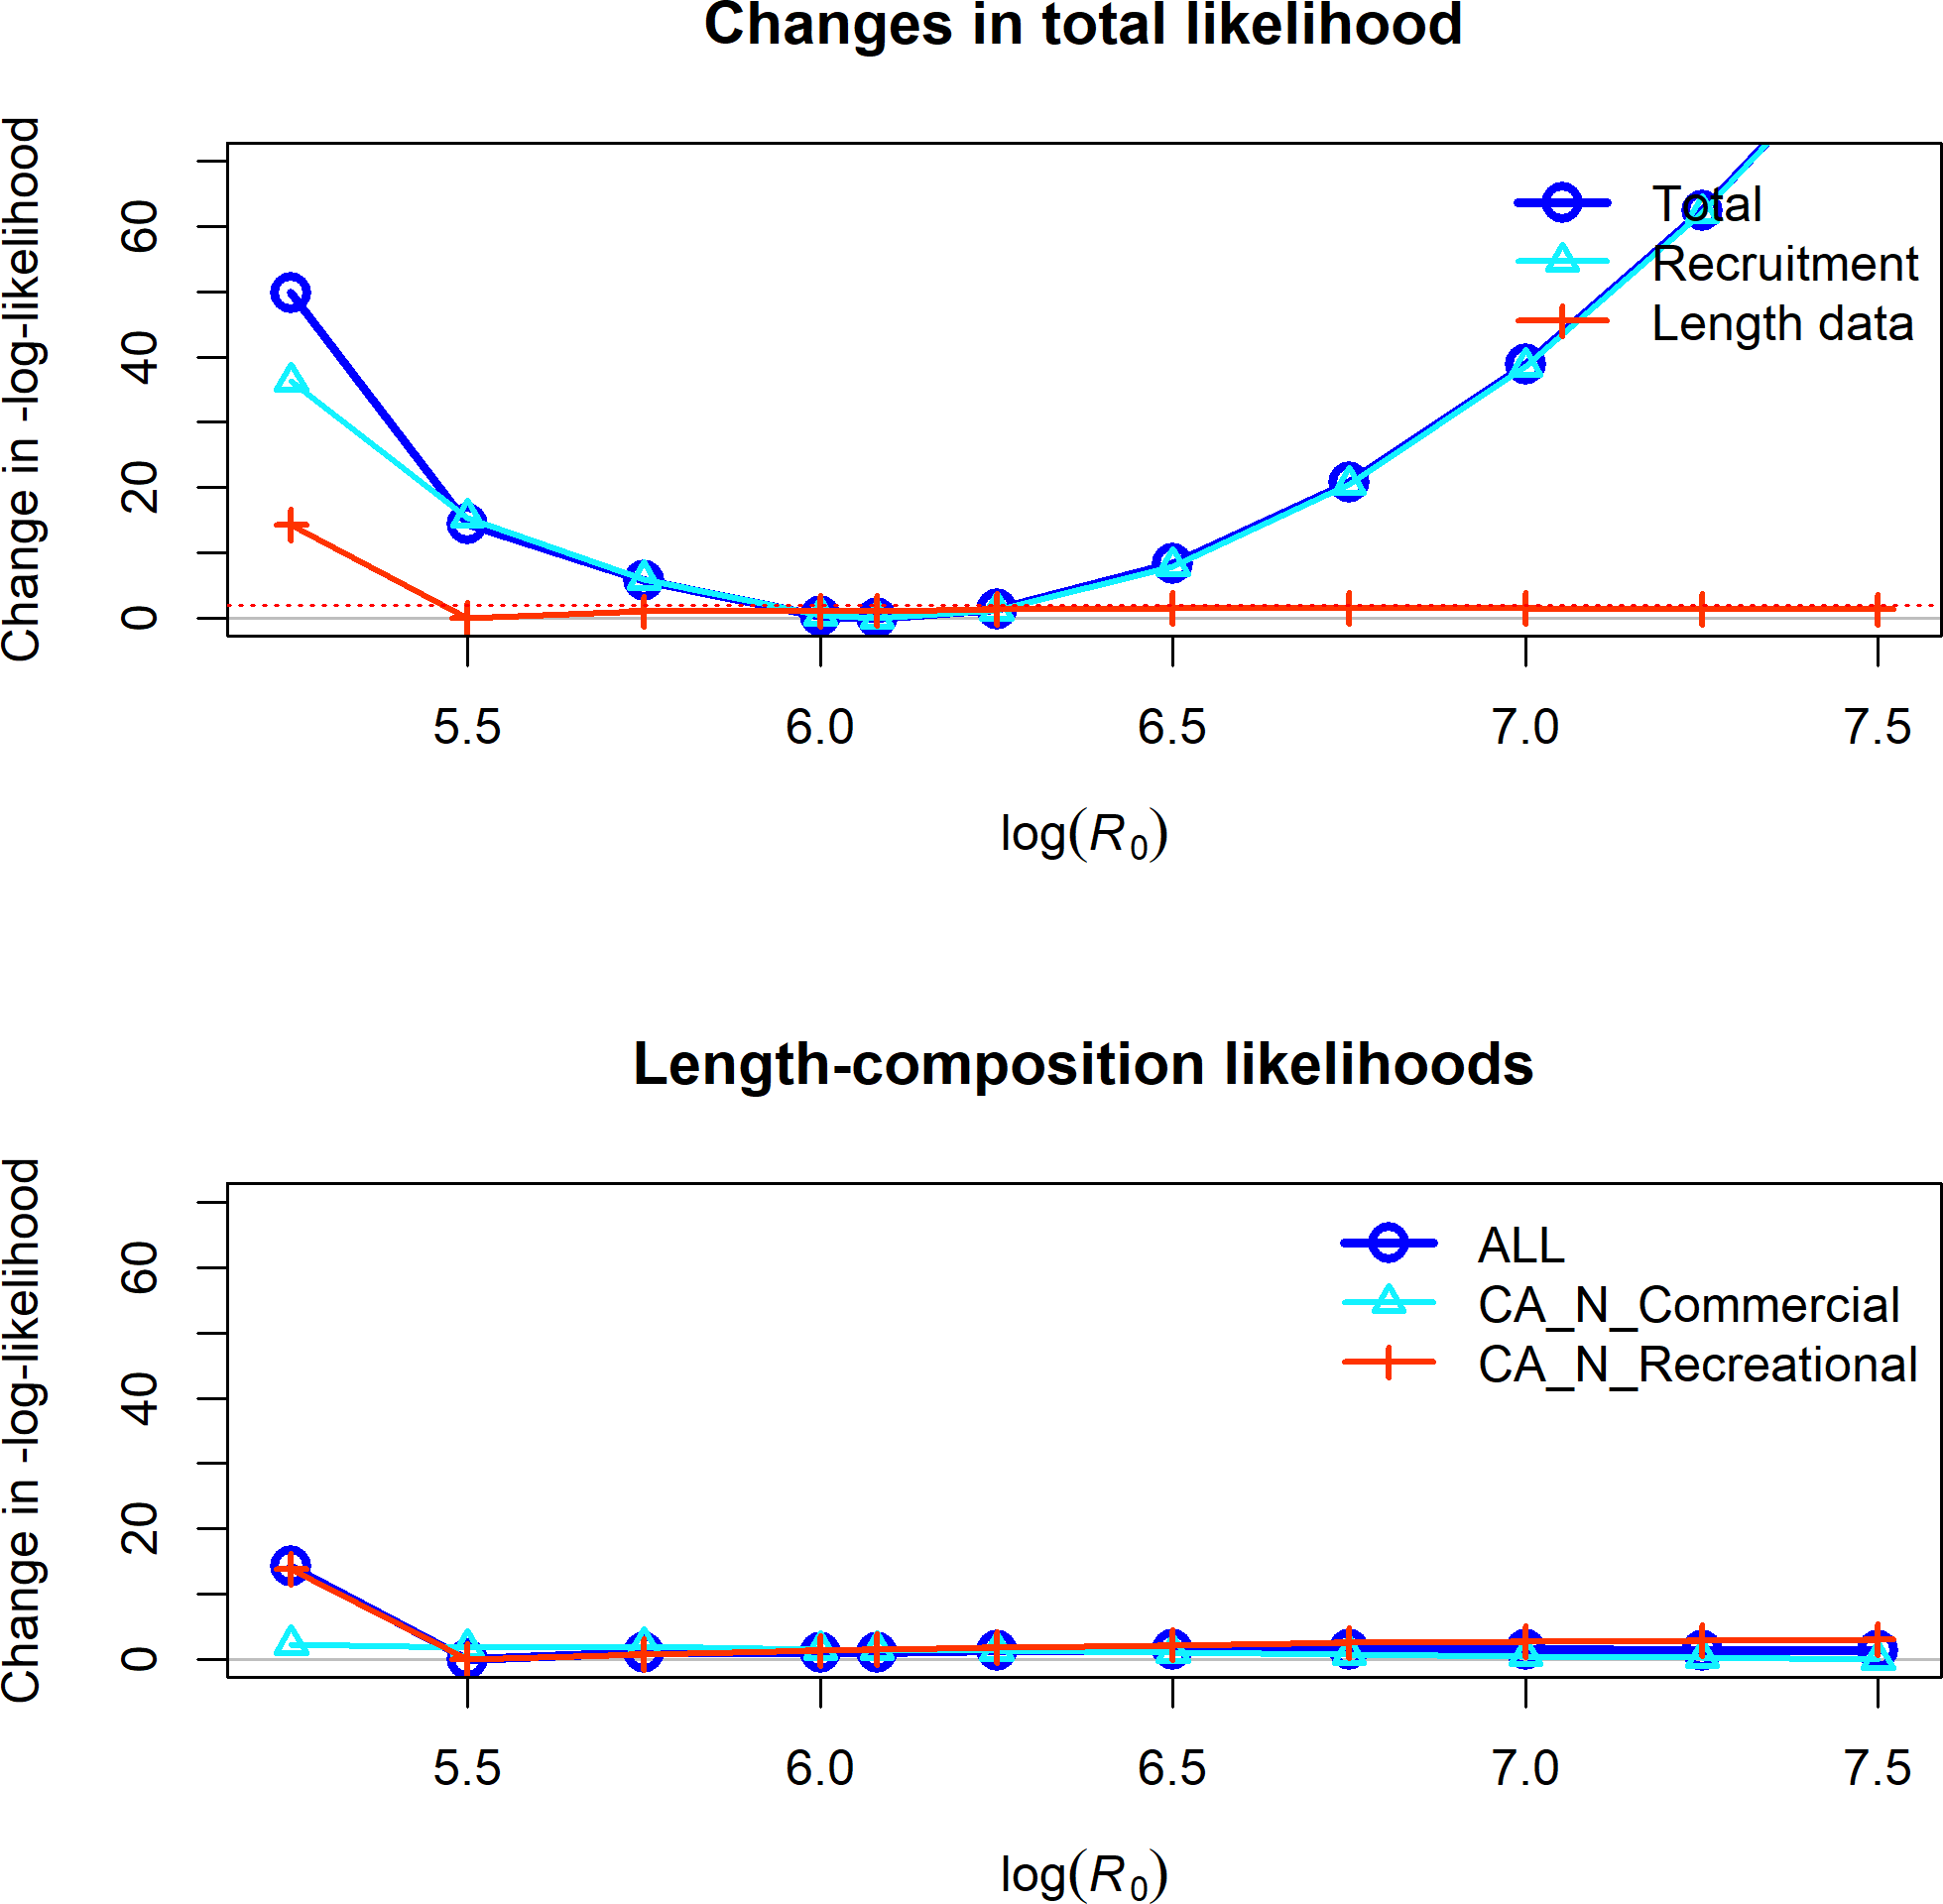 Changes in total likelihood
Change in -log-likelihood
60
40
20
0
Total
Recruitment
Length data
5.5 6.0 6.5 7.0 7.5
log(R0)
Length-composition likelihoods
Change in -log-likelihood
60
40
20
0
ALL
CA_N_Commercial
CA_N_Recreational
5.5 6.0 6.5 7.0 7.5
log(R0)